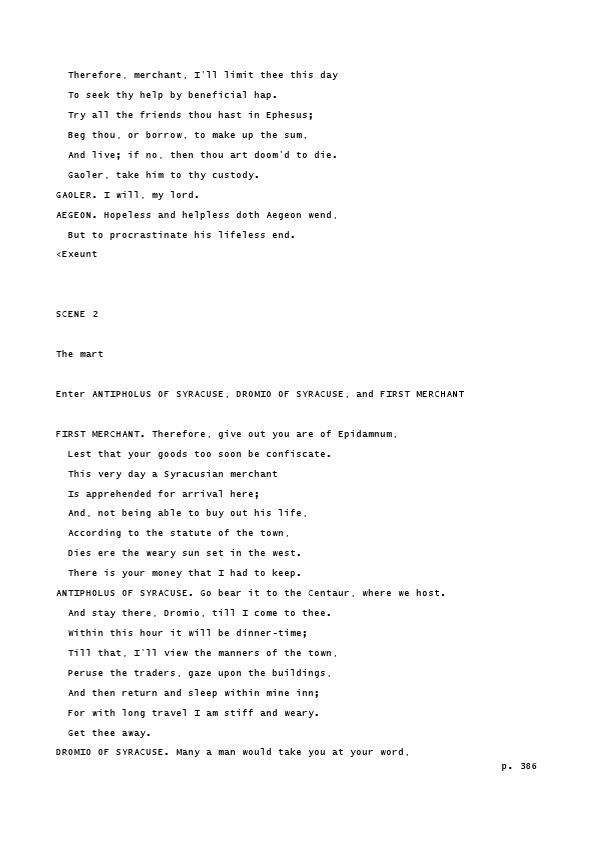 Therefore, merchant, I'll limit thee this day
To seek thy help by beneficial hap.
Try all the friends thou hast in Ephesus;
Beg thou, or borrow, to make up the sum,
And live; if no, then thou art doom'd to die.
Gaoler, take him to thy custody.
GAOLER. I will, my lord.
AEGEON. Hopeless and helpless doth Aegeon wend,
But to procrastinate his lifeless end.
<Exeunt
SCENE 2
The mart
Enter ANTIPHOLUS OF SYRACUSE, DROMIO OF SYRACUSE, and FIRST MERCHANT
FIRST MERCHANT. Therefore, give out you are of Epidamnum,
Lest that your goods too soon be confiscate.
This very day a Syracusian merchant
Is apprehended for arrival here;
And, not being able to buy out his life,
According to the statute of the town,
Dies ere the weary sun set in the west.
There is your money that I had to keep.
ANTIPHOLUS OF SYRACUSE. Go bear it to the Centaur, where we host.
And stay there, Dromio, till I come to thee.
Within this hour it will be dinner-time;
Till that, I'll view the manners of the town,
Peruse the traders, gaze upon the buildings,
And then return and sleep within mine inn;
For with long travel I am stiff and weary.
Get thee away.
DROMIO OF SYRACUSE. Many a man would take you at your word,
p. 386